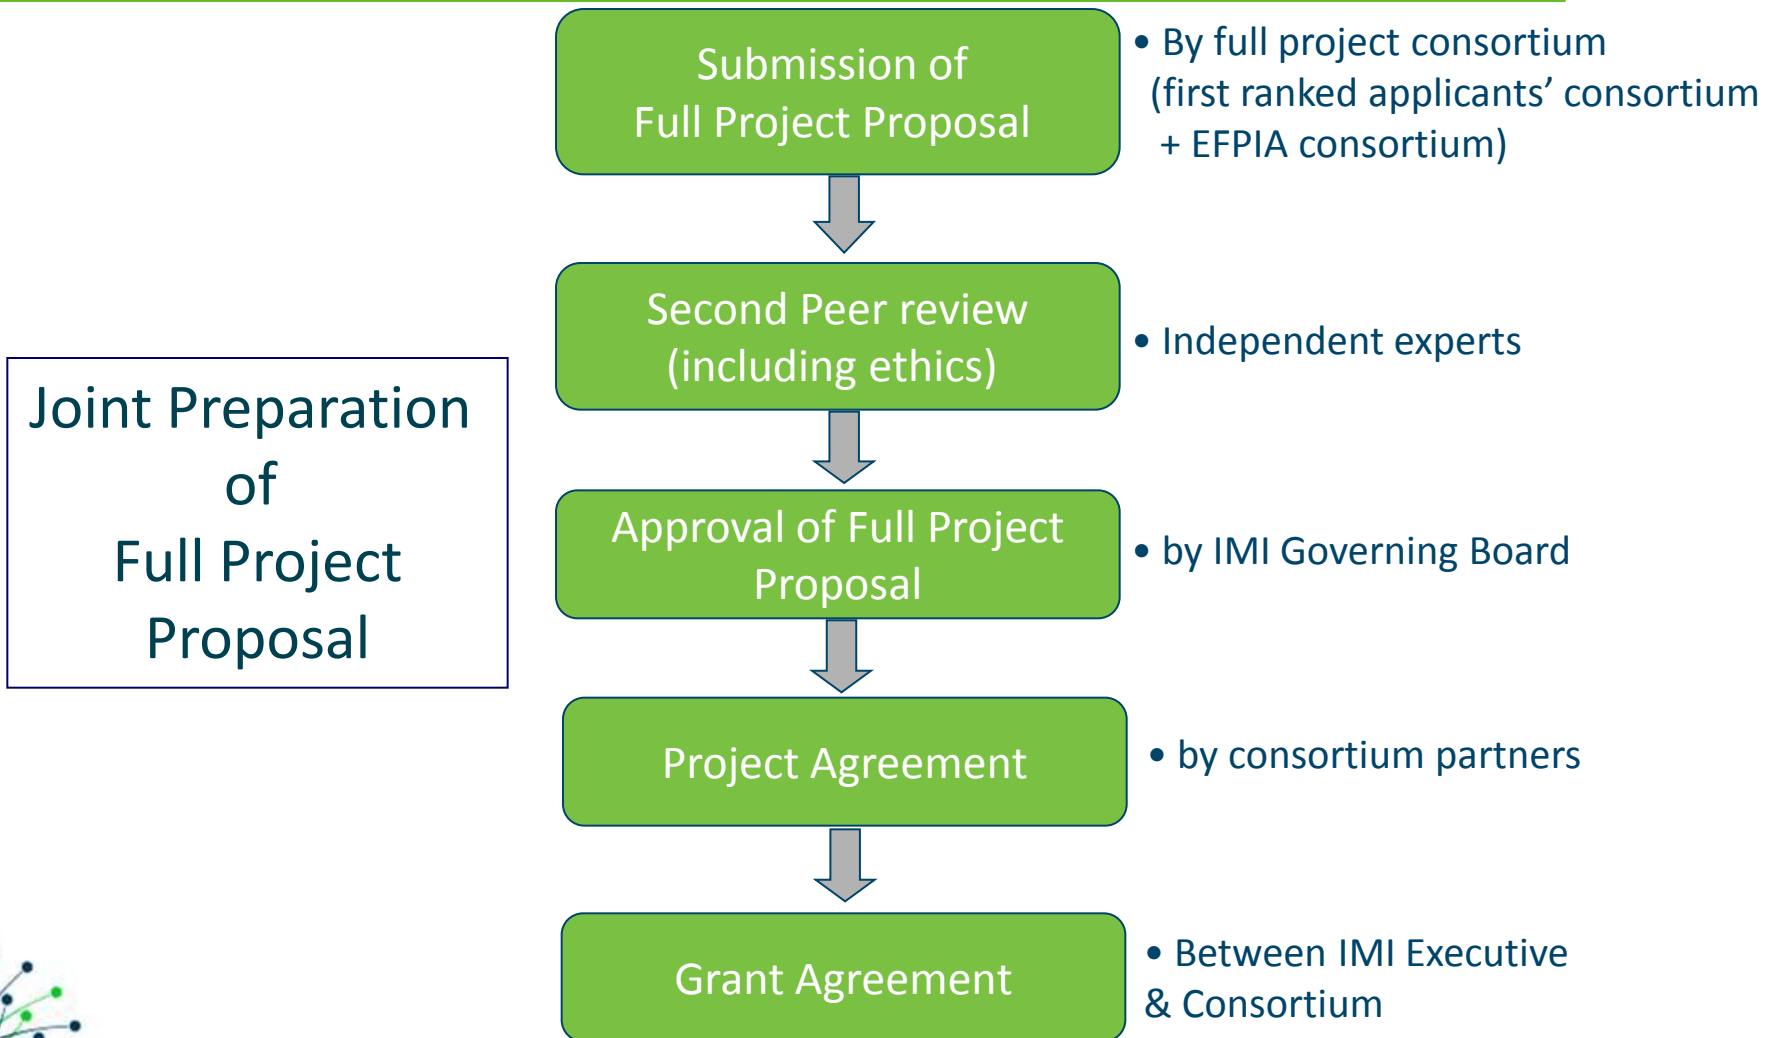 Submission of
Full Project Proposal
• By full project consortium
(first ranked applicants’ consortium
+ EFPIA consortium)
Second Peer review
(including ethics)
• Independent experts
Joint Preparation
of
Full Project
Proposal
Approval of Full Project
Proposal
• by IMI Governing Board
Project Agreement
• by consortium partners
Grant Agreement
• Between IMI Executive
& Consortium